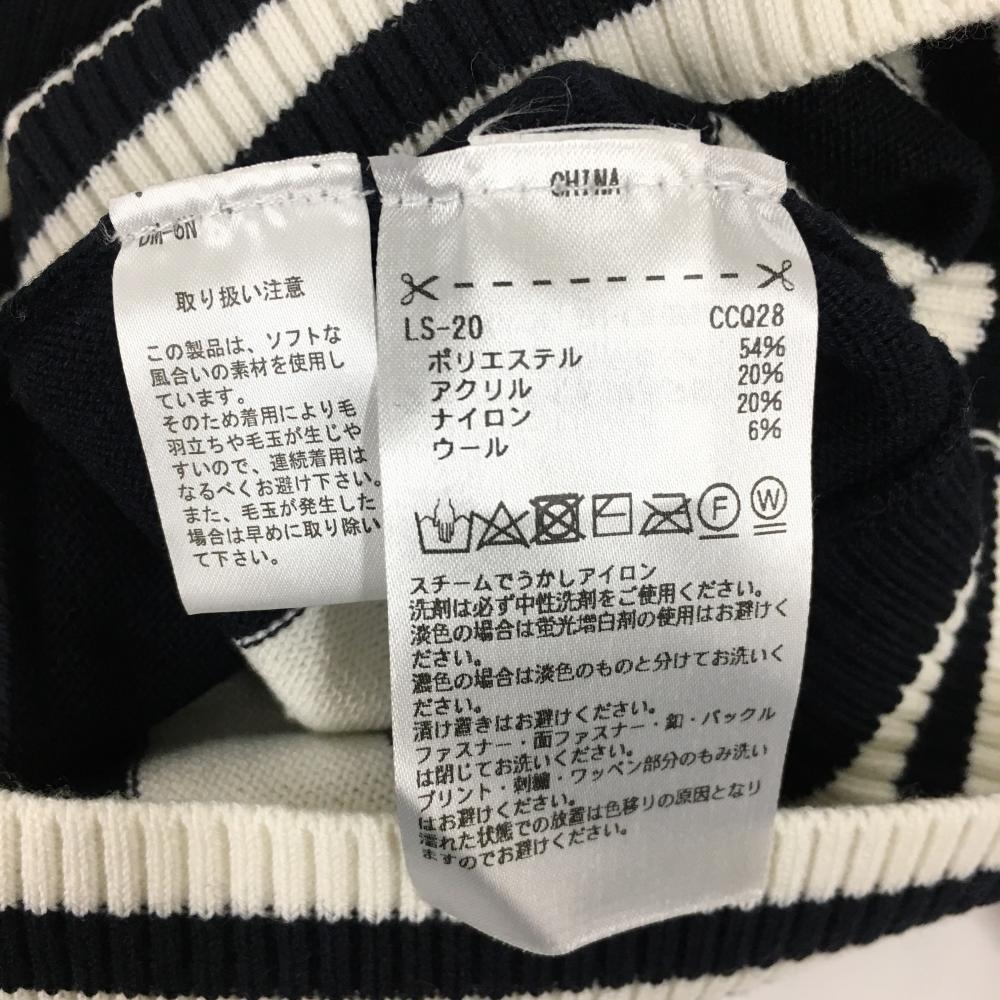 DM-6N
取り扱い注意
この製品は、ソフトな
風合いの素材を使用し
ています。
そのため着用により毛
羽立ちや毛玉が生じや
すいので、連続着用は
なるべくお避け下さい。
また、毛玉が発生した
場合は早めに取り除い
て下さい。
CHINA
LS-20 CCQ28
ポリエステル 54%
アクリル 20%
ナイロン 20%
ウール 6%
F W
スチームでうかしアイロン
洗剤は必ず中性洗剤をご使用ください。
淡色の場合は蛍光増白剤の使用はお避けく
ださい。
濃色の場合は淡色のものと分けてお洗いく
ださい。
漬け置きはお避けください。
ファスナー・面ファスナー・釦・バックル
は閉じてお洗いください。
プリント・刺繍・ワッペン部分のもみ洗い
はお避けください。
濡れた状態での放置は色移りの原因となり
ますのでお避けください。